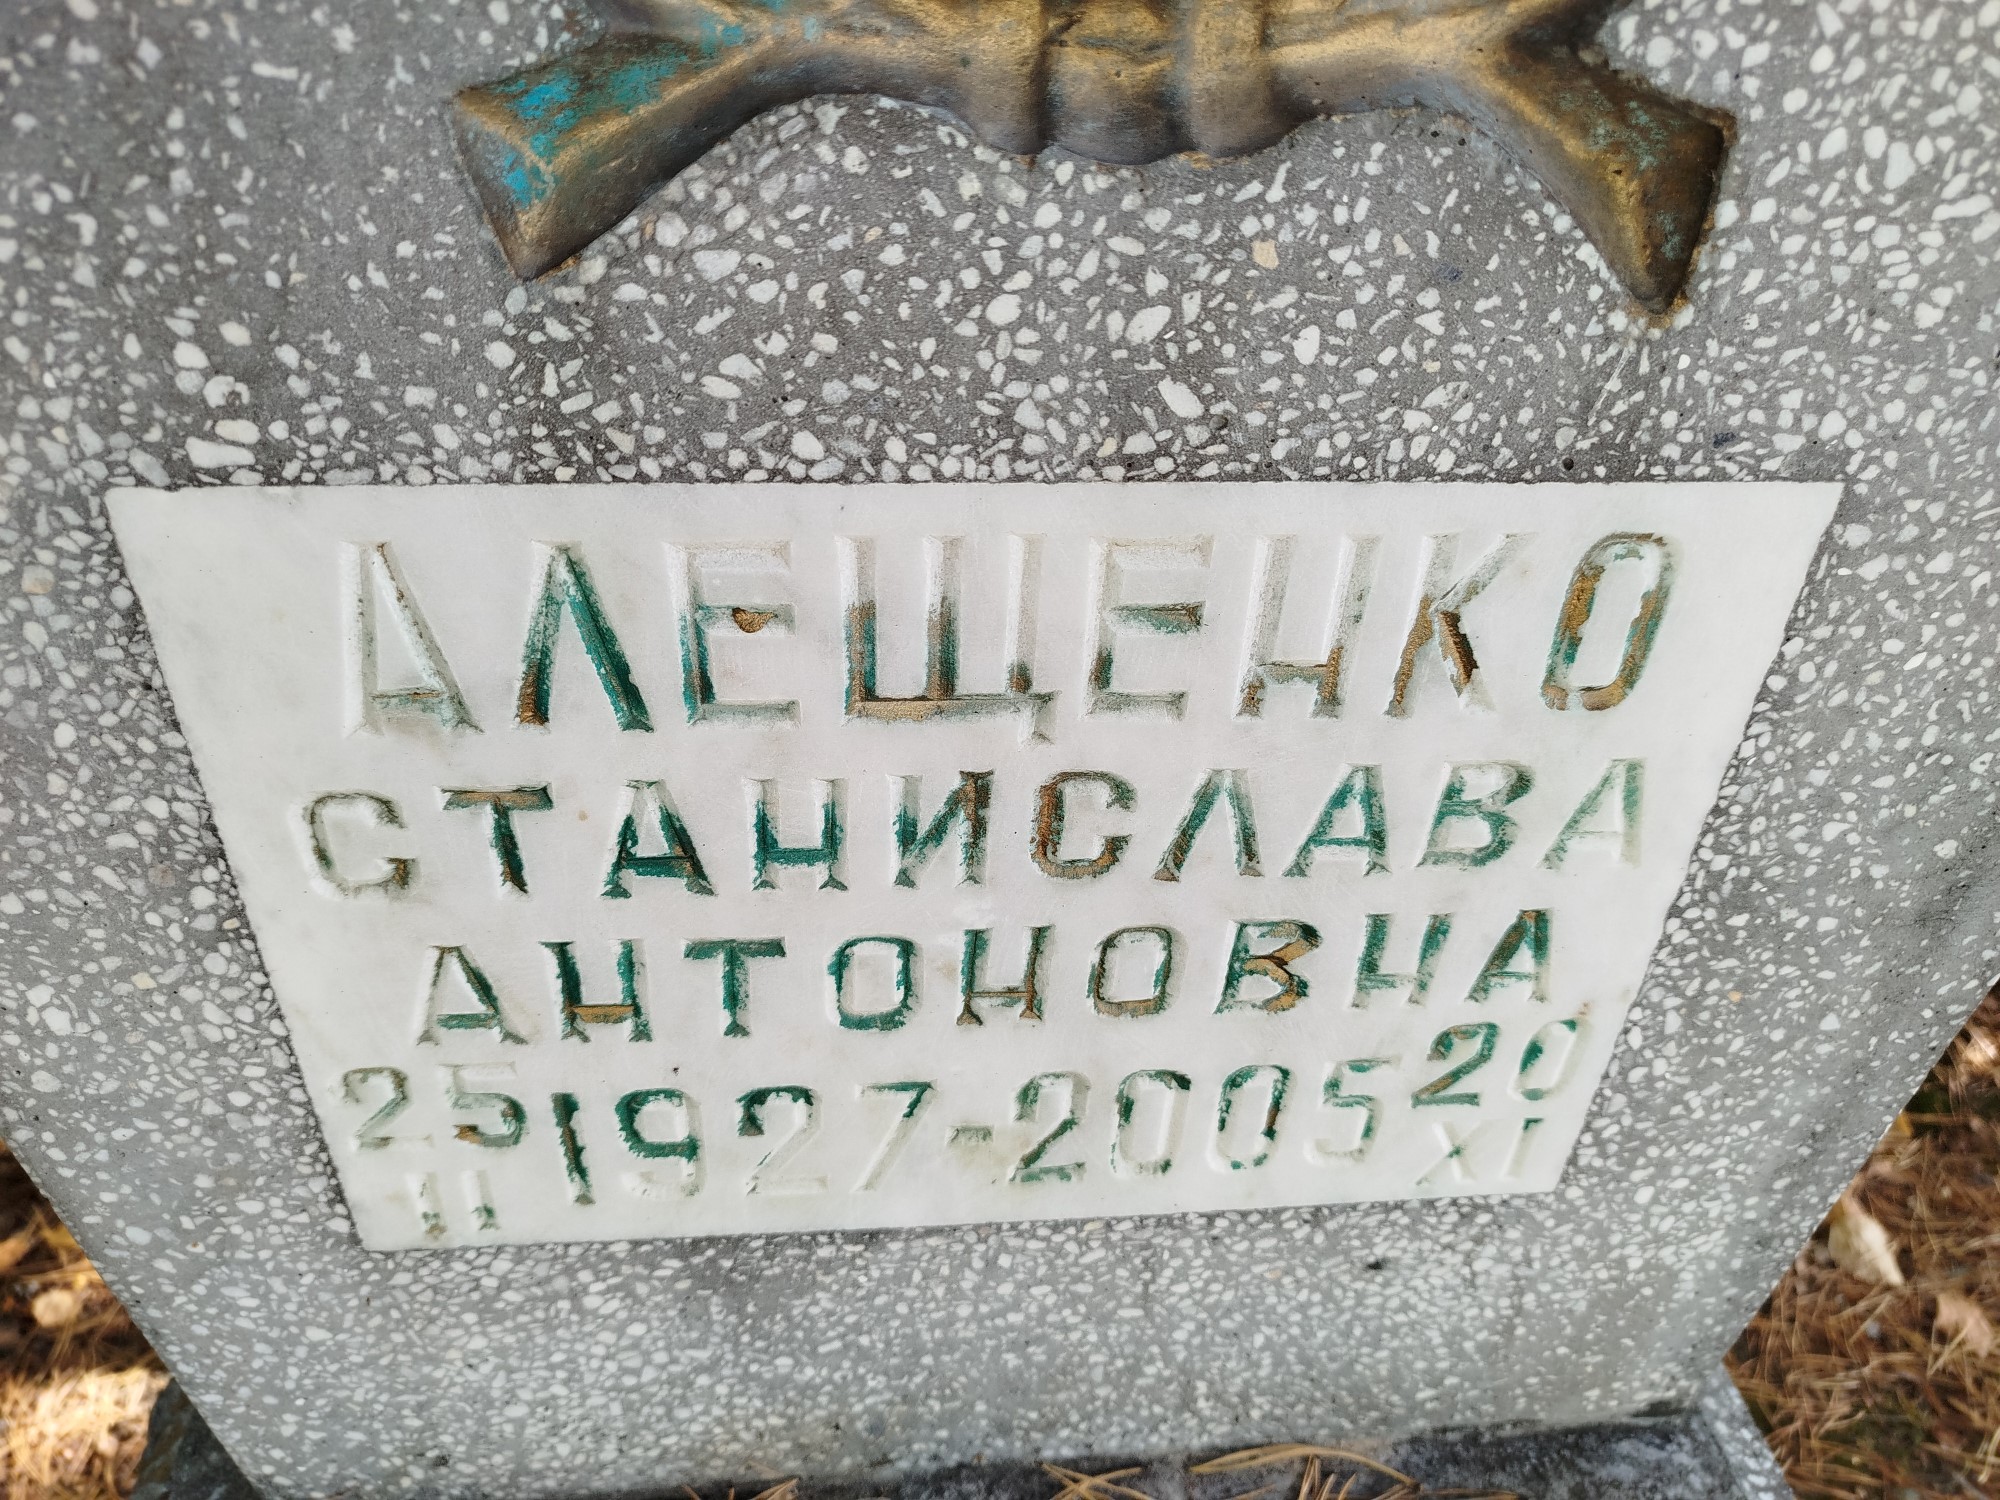 АЛЕЩЕНКО
СТАНИСЛАВА
АНТОНОВНА
25 1927-2005 20
II XI